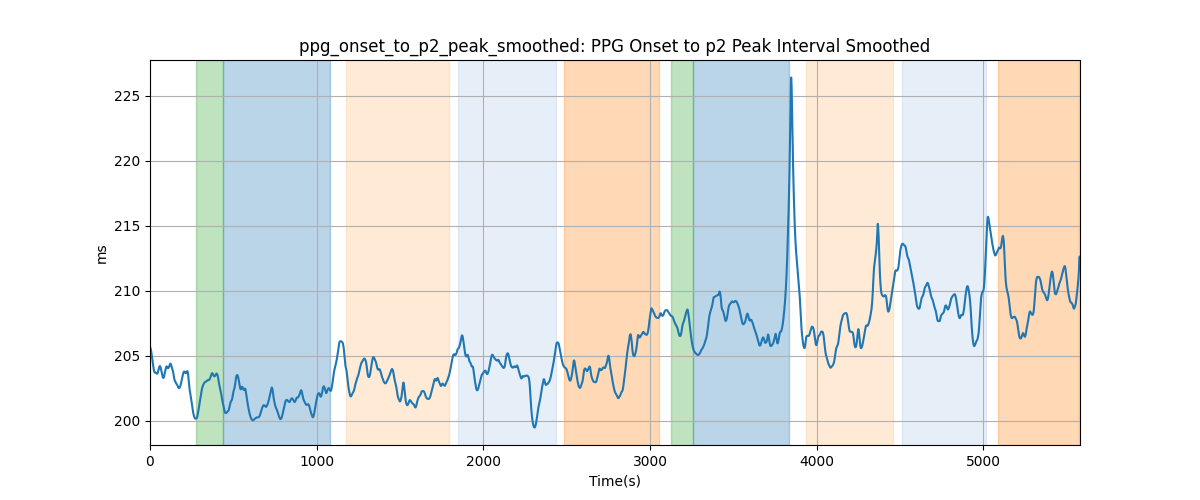 ppg_onset_to_p2_peak_smoothed: PPG Onset to p2 Peak Interval Smoothed
225
220
215
210
205
200
ms
0 1000 2000 3000 4000 5000
Time(s)